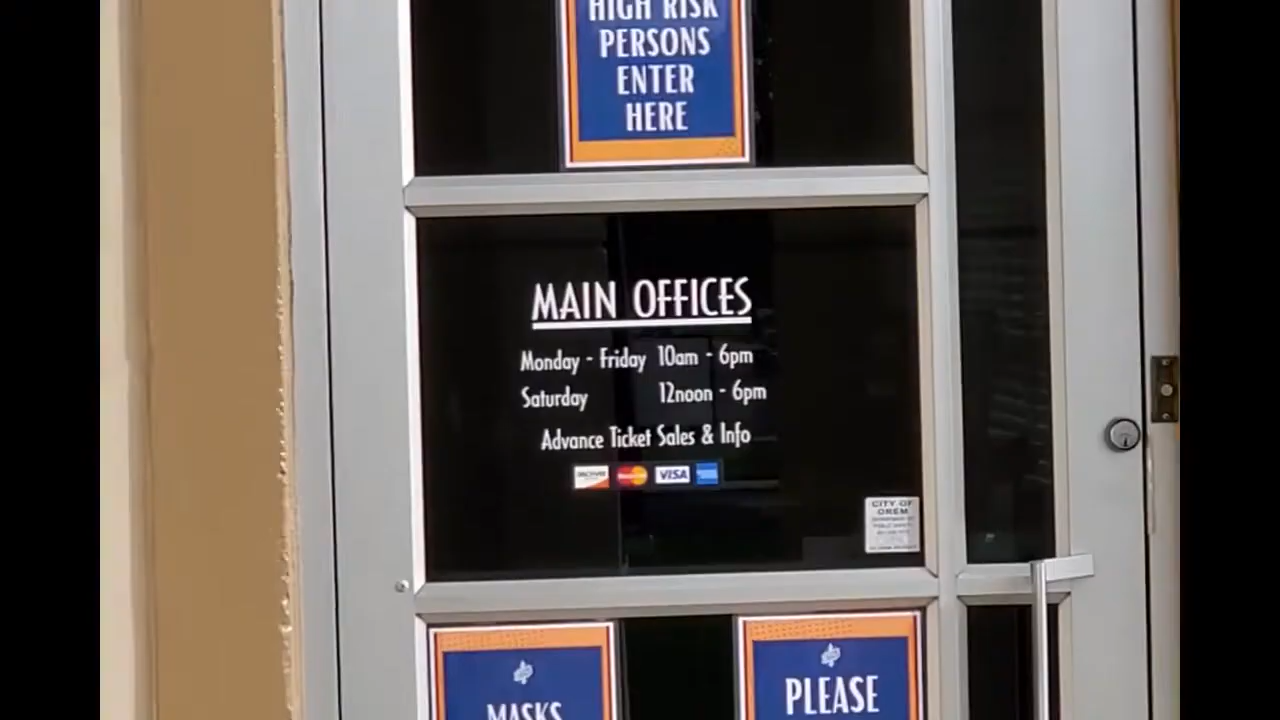 HIGH RISK
PERSONS
ENTER
HERE
MAIN OFFICES
Monday - Friday 10am - 6pm
Saturday 12noon - 6pm
Advance Ticket Sales & Info
DISCOVER
VISA
CITY OF
OREM
MASKS
PLEASE